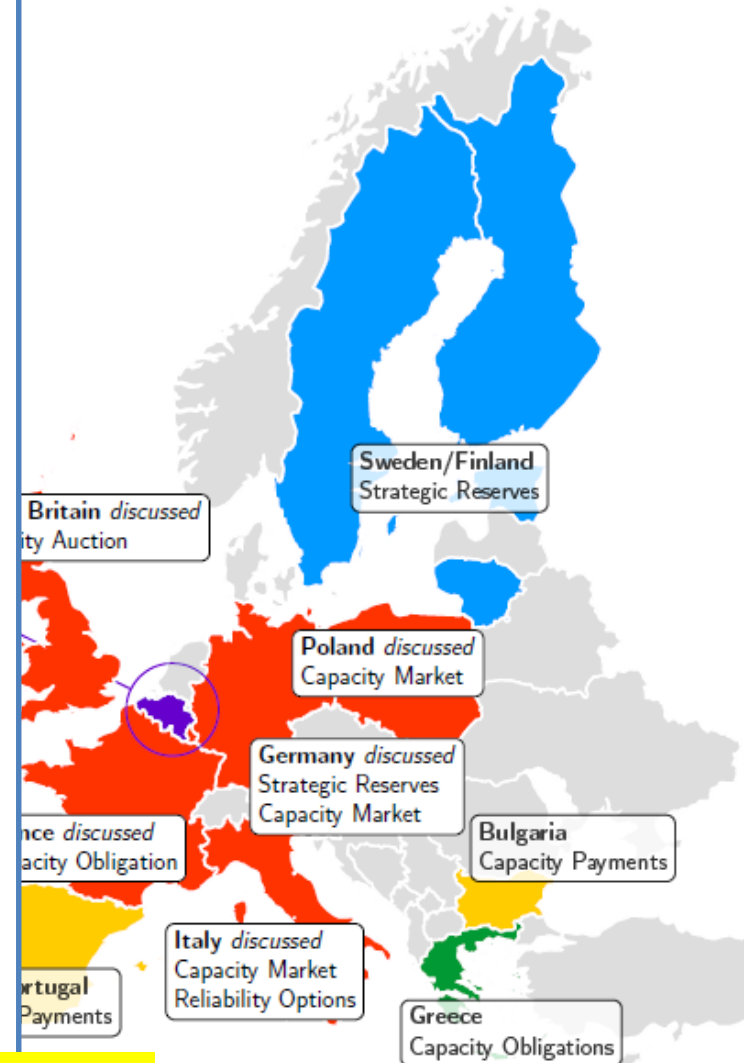 Sweden/Finland
Strategic Reserves
Britain discussed
ity Auction
Poland discussed
Capacity Market
Germany discussed
Strategic Reserves
Capacity Market
nce discussed
acity Obligation
Bulgaria
Capacity Payments
Italy discussed
Capacity Market
Reliability Options
rtugal
Payments
Greece
Capacity Obligations